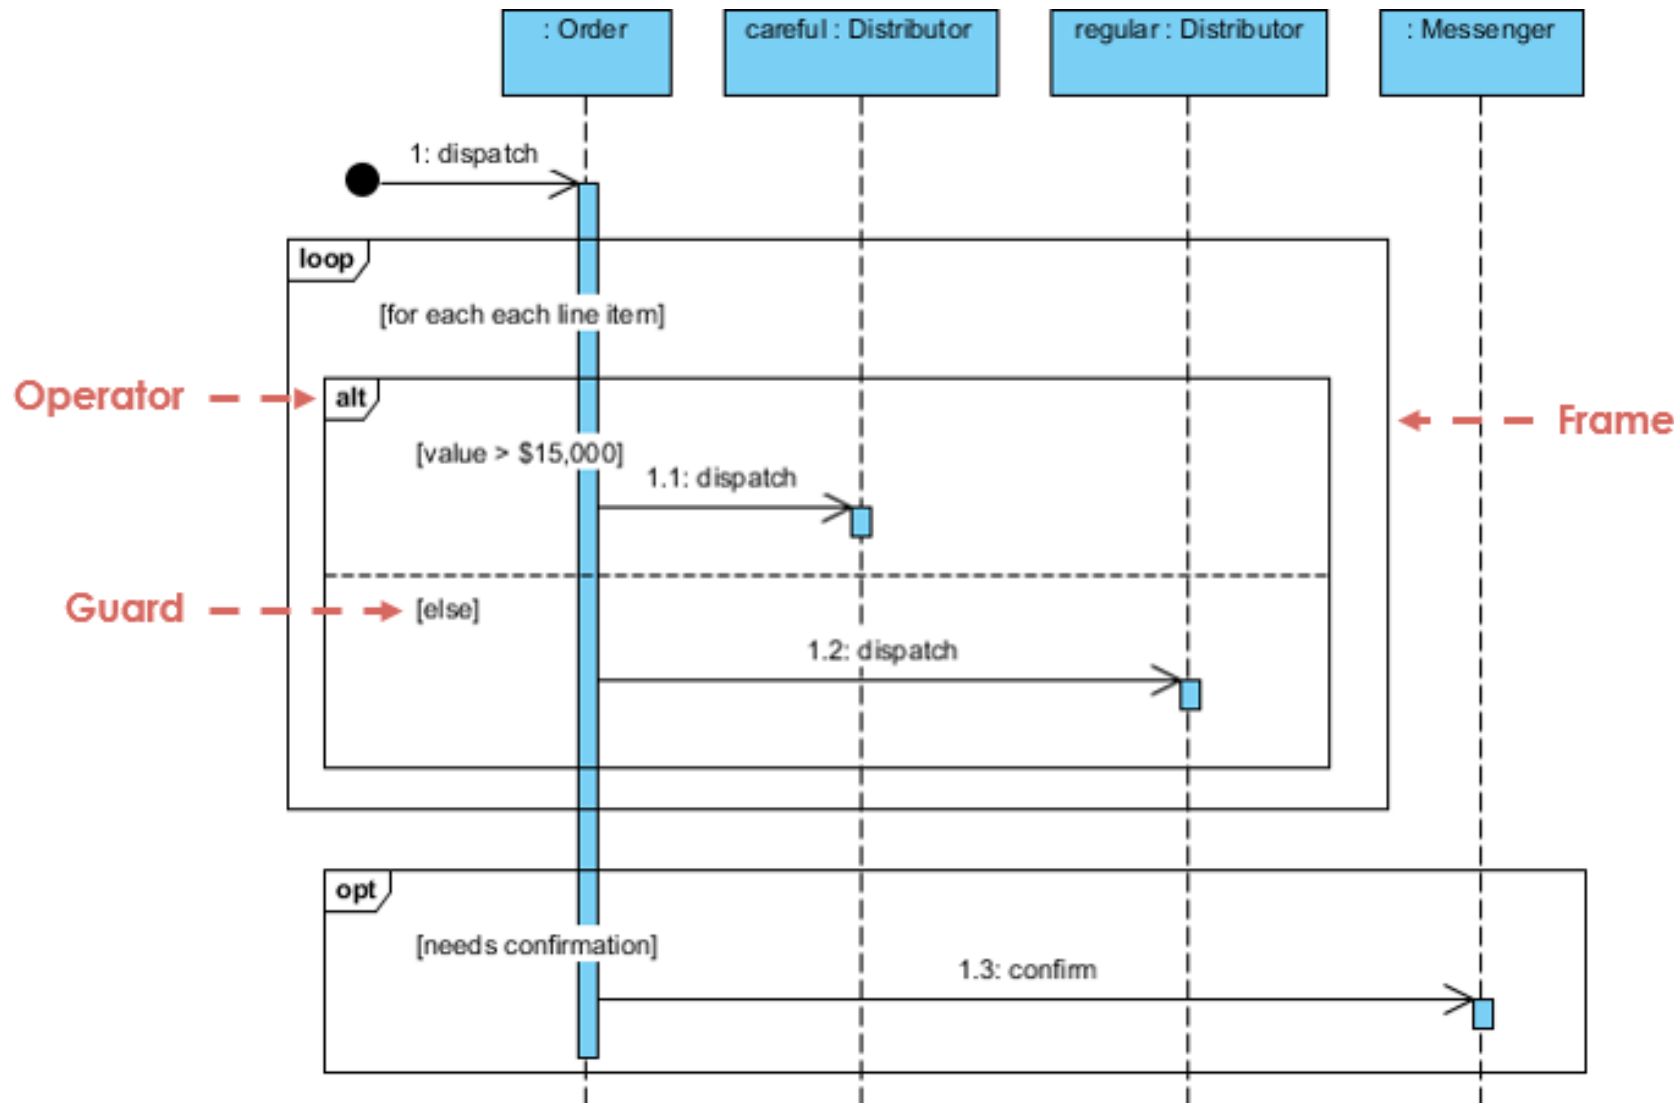 : Order
careful : Distributor
regular : Distributor
: Messenger
1: dispatch
loop
[for each each line item]
Operator
alt
Frame
[value > $15,000]
1.1: dispatch
Guard
[else]
1.2: dispatch
opt
[needs confirmation]
1.3: confirm